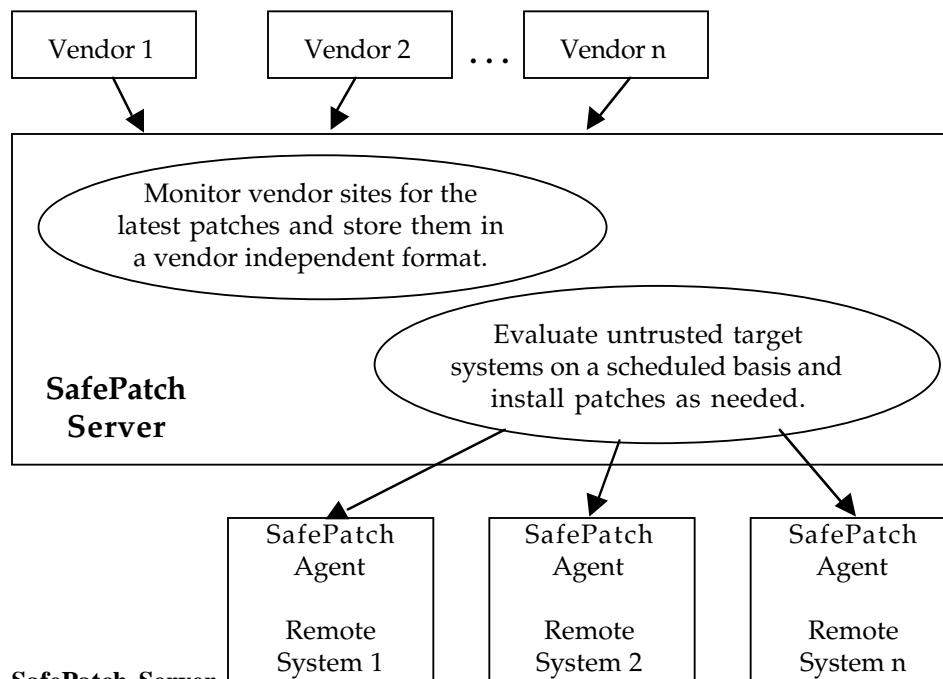 Vendor 1
Vendor 2
. . .
Vendor n
Monitor vendor sites for the
latest patches and store them in
a vendor independent format.
Evaluate untrusted target
systems on a scheduled basis and
install patches as needed.
SafePatch
Server
SafePatch
Agent
Remote
System 1
SafePatch
Agent
Remote
System 2
SafePatch
Agent
Remote
System n
SafePatch Server